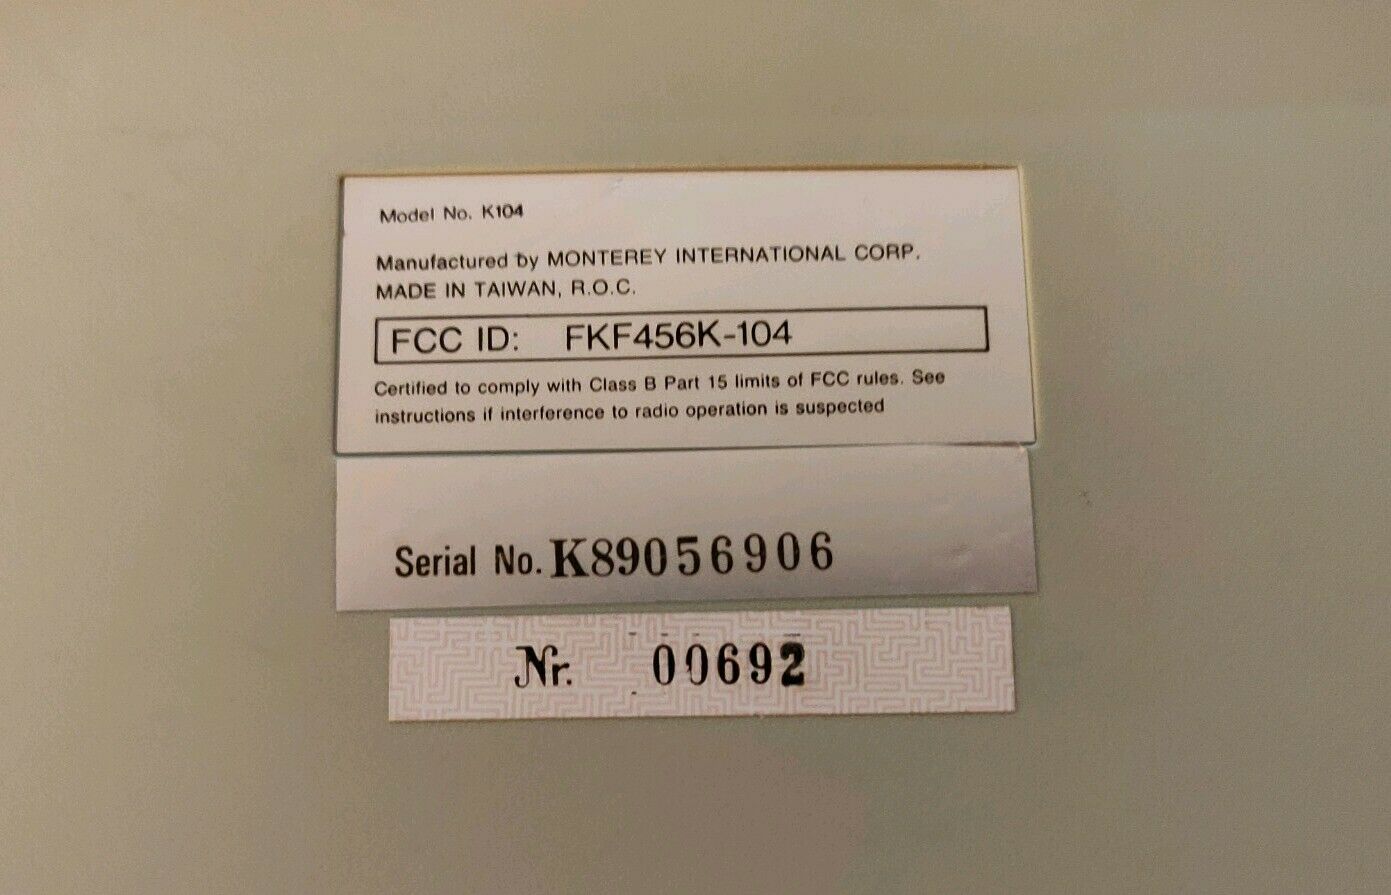 Model No. K104
Manufactured by MONTEREY INTERNATIONAL CORP.
MADE IN TAIWAN, R.O.C.
FCC ID: FKF456K-104
Certified to comply with Class B Part 15 limits of FCC rules. See
instructions if interference to radio operation is suspected
Serial No. K89056906
Nr. 00692